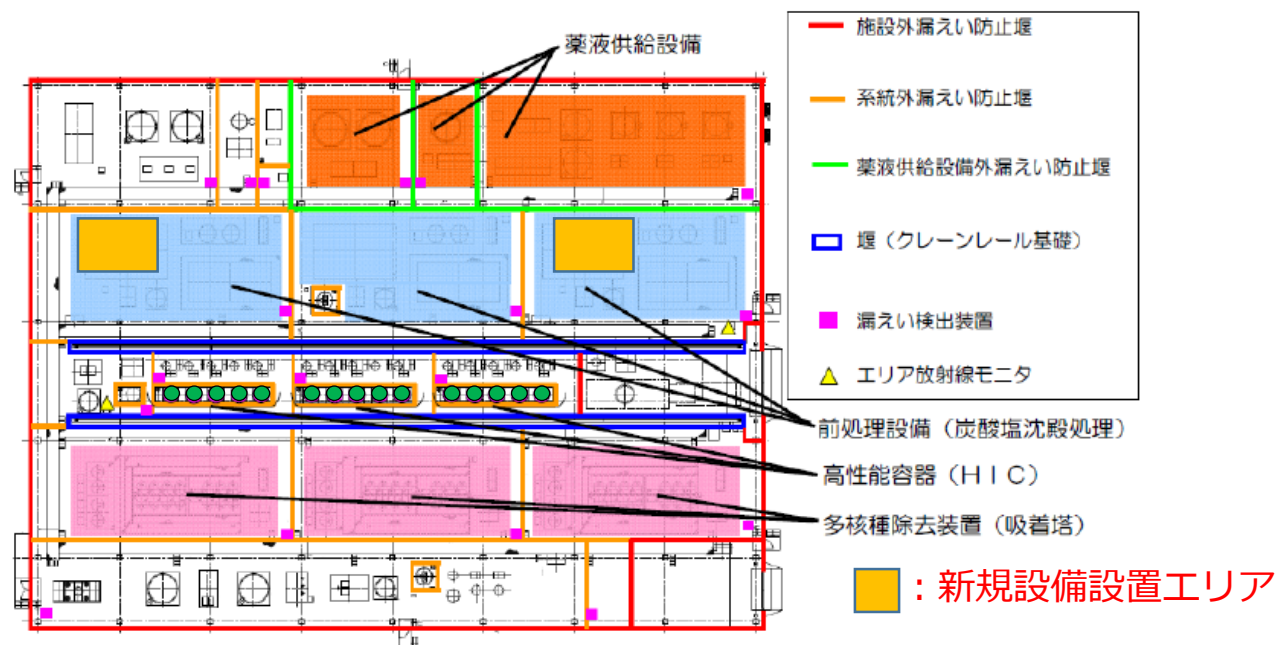 薬液供給設備
施設外漏えい防止堰
系統外漏えい防止堰
薬液供給設備外漏えい防止堰
堰（クレーンレール基礎）
漏えい検出装置
エリア放射線モニタ
前処理設備（炭酸塩沈殿処理）
高性能容器（ＨＩＣ）
多核種除去装置（吸着塔）
：新規設備設置エリア